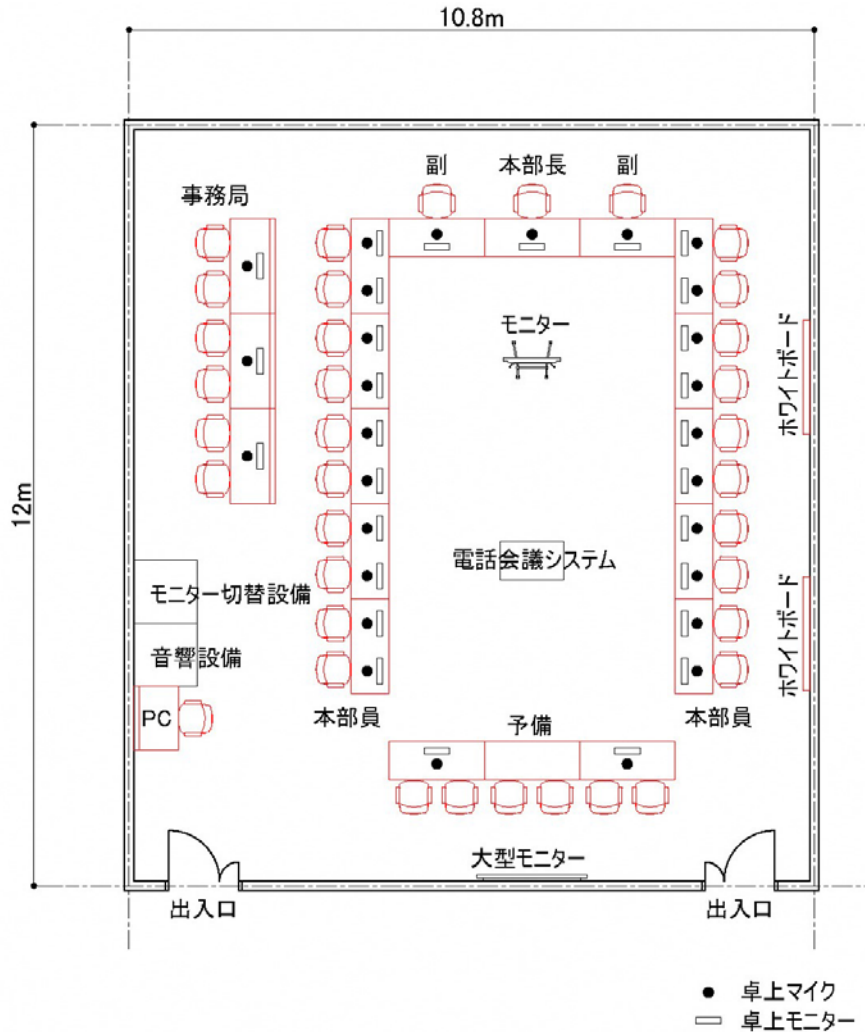 10.8m
12m
副
本部長
副
事務局
モニター
ホワイトボード
電話会議システム
モニター切替設備
ホワイトボード
音響設備
PC
本部員
予備
本部員
大型モニター
出入口
出入口
卓上マイク
卓上モニター